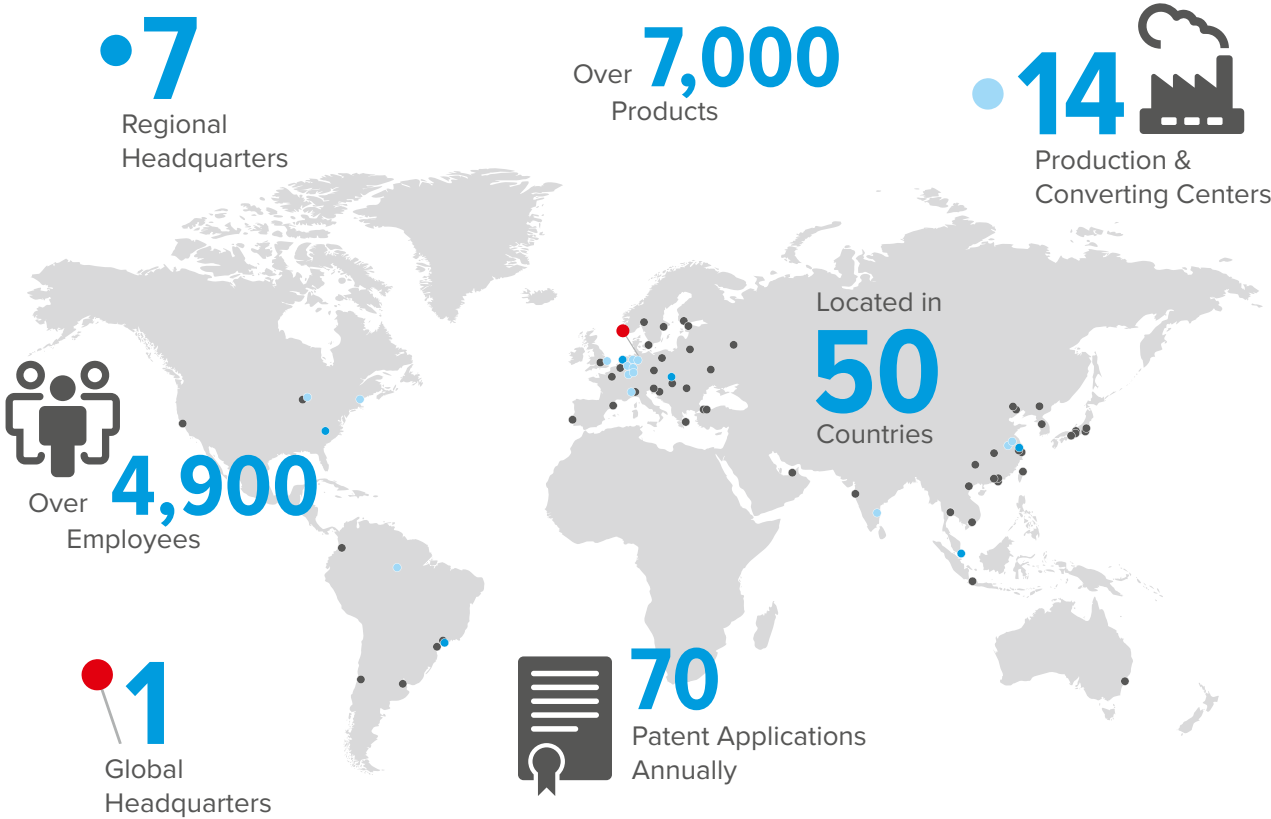 7
Regional
Headquarters
Over 7,000
Products
14
Production &
Converting Centers
Located in
50
Countries
Over 4,900
Employees
1
Global
Headquarters
70
Patent Applications
Annually